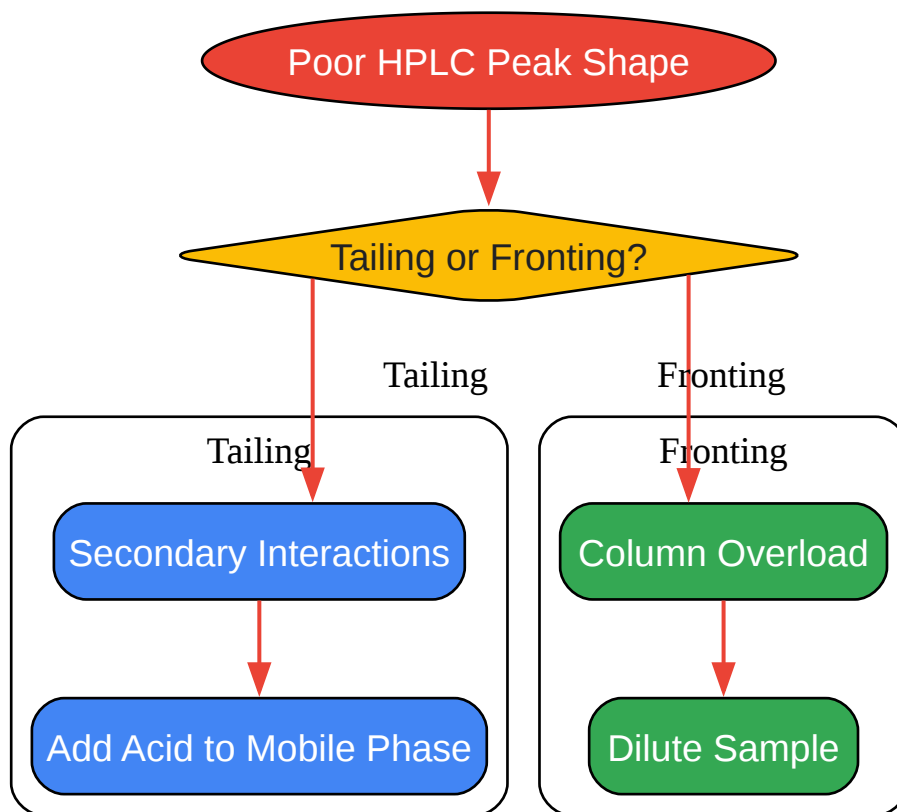 Poor HPLC Peak Shape
Tailing or Fronting?
Tailing
Fronting
Tailing
Fronting
Secondary Interactions
Column Overload
Add Acid to Mobile Phase
Dilute Sample